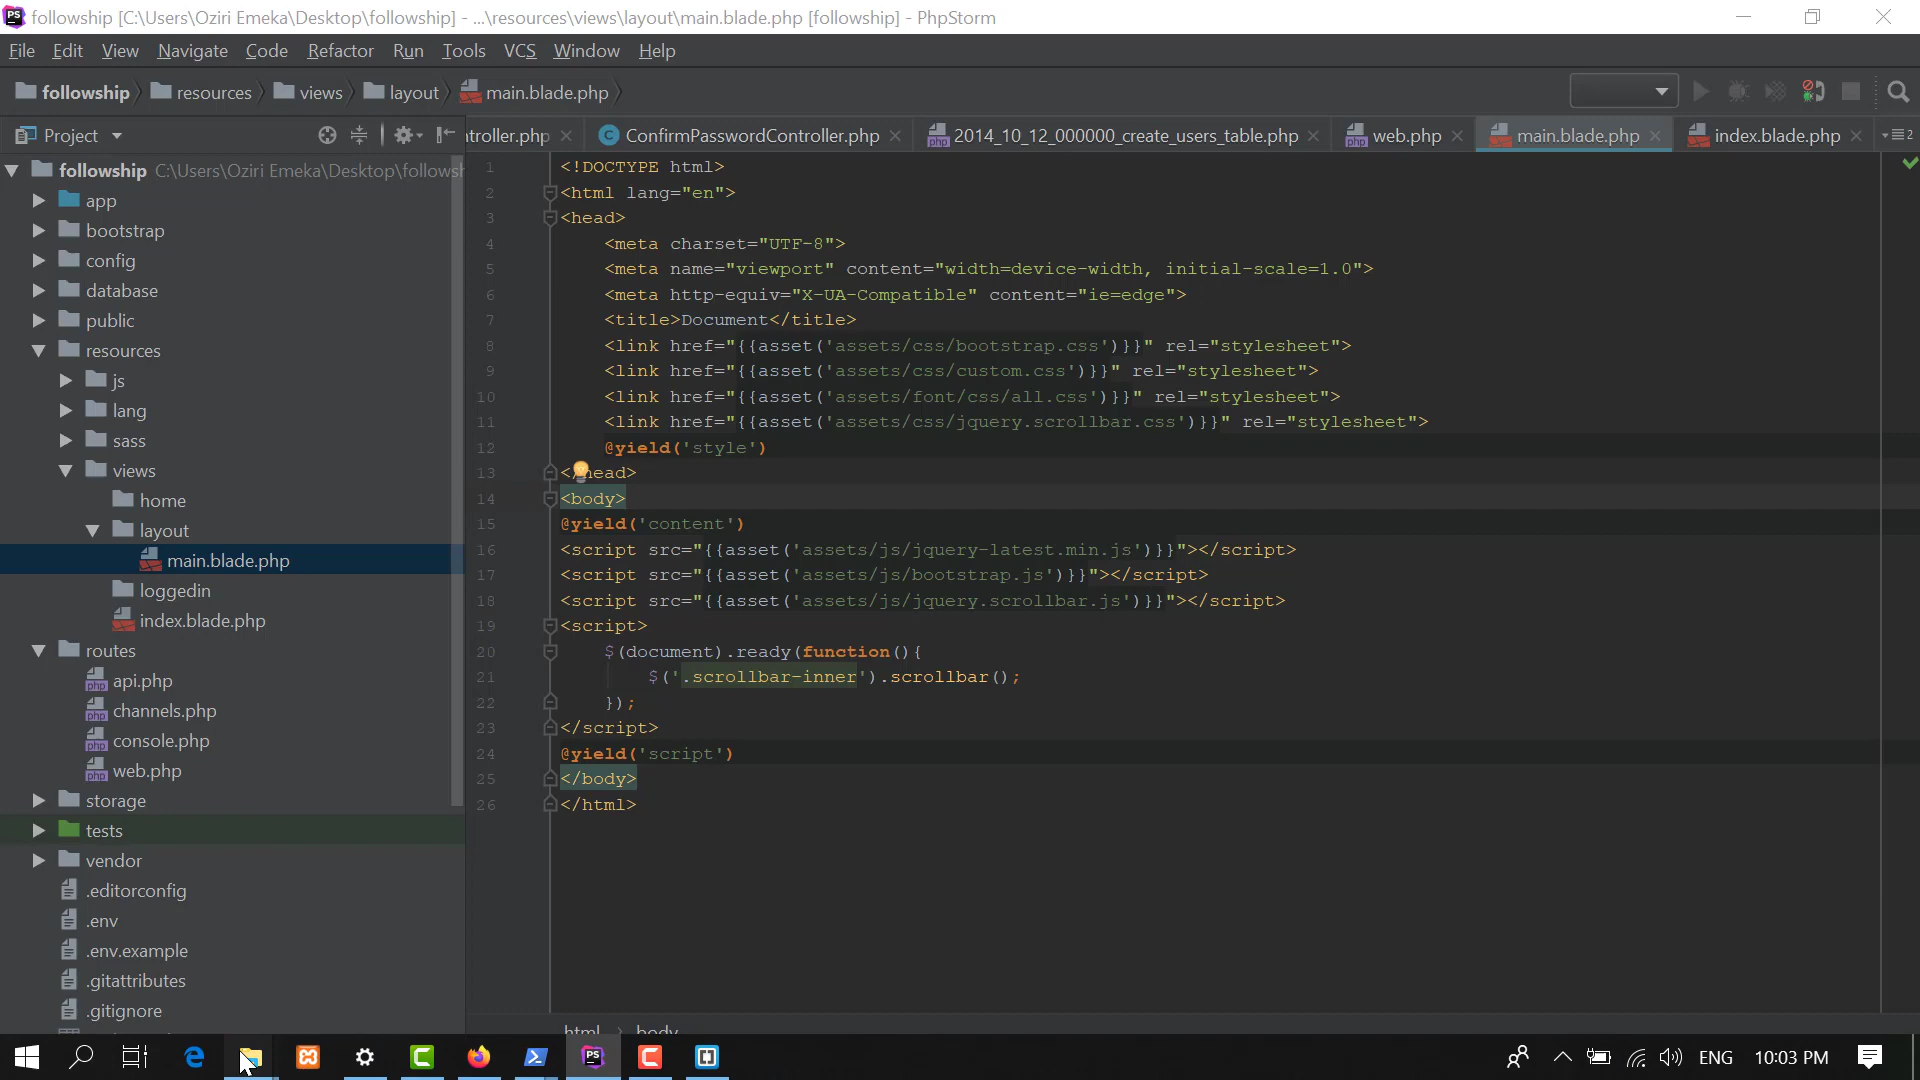 followship [C:\Users\Oziri Emeka\Desktop\followship] - ...\resources\views\layout\main.blade.php [followship] - PhpStorm
File Edit View Navigate Code Refactor Run Tools VCS Window Help
followship resources views layout main.blade.php
Project
ntroller.php ConfirmPasswordController.php 2014_10_12_000000_create_users_table.php web.php main.blade.php index.blade.php 2
followship C:\Users\Oziri Emeka\Desktop\followsh
app
bootstrap
config
database
public
resources
js
lang
sass
views
home
layout
main.blade.php
loggedin
index.blade.php
routes
api.php
channels.php
console.php
web.php
storage
tests
vendor
.editorconfig
.env
.env.example
.gitattributes
.gitignore
1 <!DOCTYPE html>
2 <html lang="en">
3 <head>
4 <meta charset="UTF-8">
5 <meta name="viewport" content="width=device-width, initial-scale=1.0">
6 <meta http-equiv="X-UA-Compatible" content="ie=edge">
7 <title>Document</title>
8 <link href="{{asset('assets/css/bootstrap.css')}}" rel="stylesheet">
9 <link href="{{asset('assets/css/custom.css')}}" rel="stylesheet">
10 <link href="{{asset('assets/font/css/all.css')}}" rel="stylesheet">
11 <link href="{{asset('assets/css/jquery.scrollbar.css')}}" rel="stylesheet">
12 @yield('style')
13 </head>
14 <body>
15 @yield('content')
16 <script src="{{asset('assets/js/jquery-latest.min.js')}}"></script>
17 <script src="{{asset('assets/js/bootstrap.js')}}"></script>
18 <script src="{{asset('assets/js/jquery.scrollbar.js')}}"></script>
19 <script>
20 $(document).ready(function(){
21 $('.scrollbar-inner').scrollbar();
22 });
23 </script>
24 @yield('script')
25 </body>
26 </html>
html body
ENG 10:03 PM